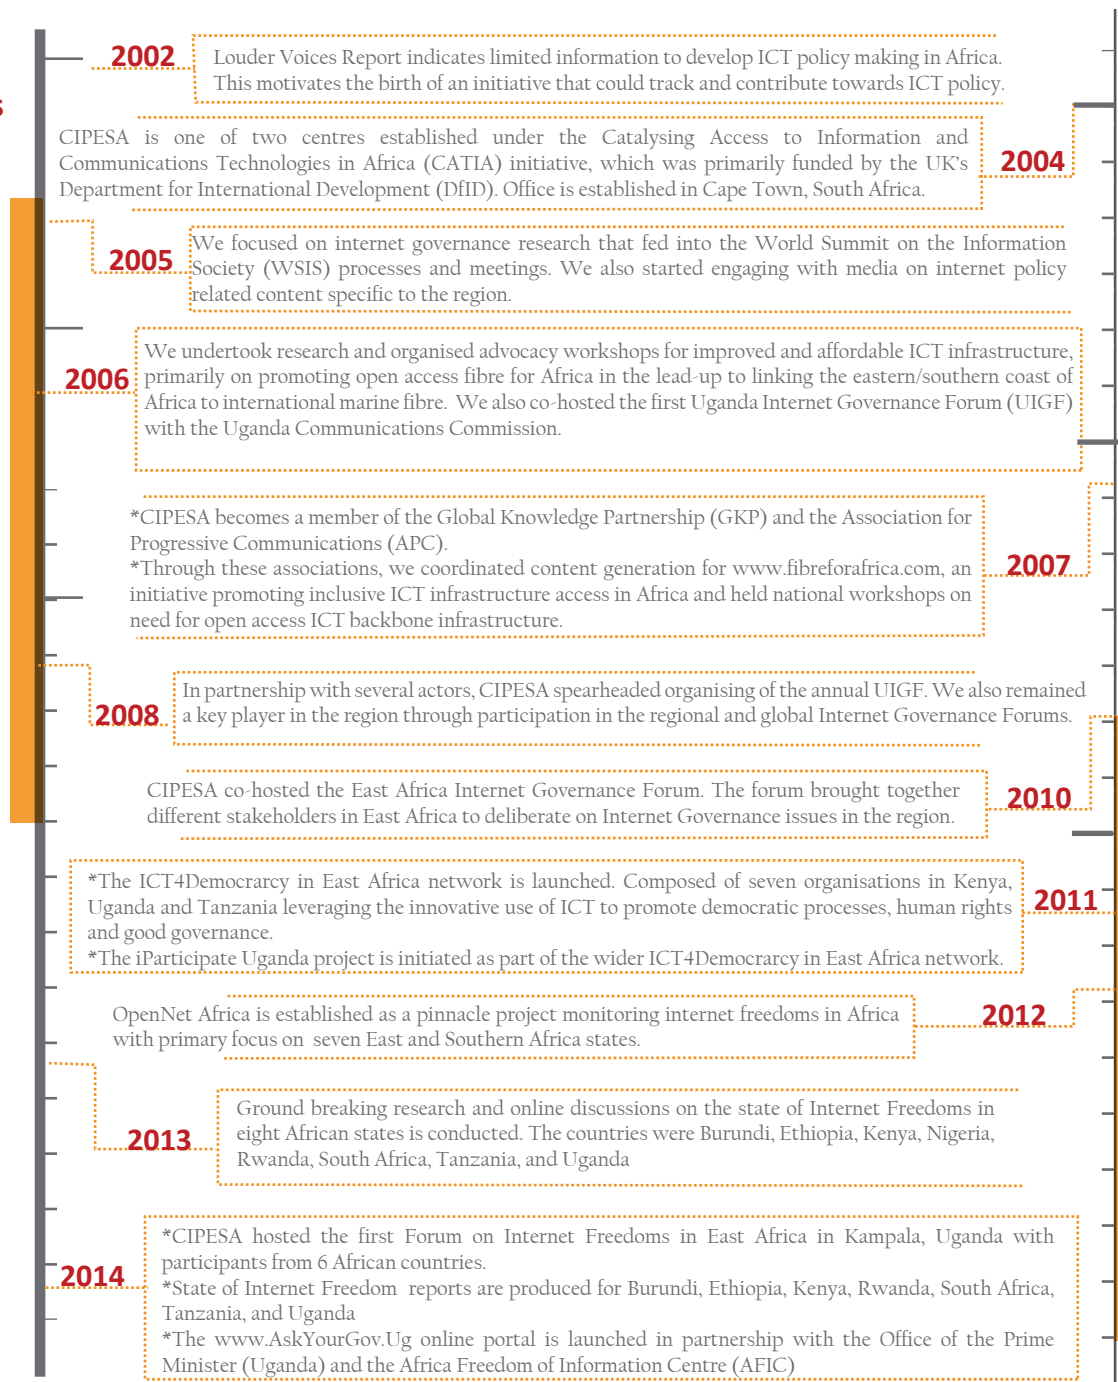 2002
Louder Voices Report indicates limited information to develop ICT policy making in Africa.
This motivates the birth of an initiative that could track and contribute towards ICT policy.
s
CIPESA is one of two centres established under the Catalysing Access to Information and
Communications Technologies in Africa (CATIA) initiative, which was primarily funded by the UK's
Department for International Development (DfID). Office is established in Cape Town, South Africa.
2004
2005
We focused on internet governance research that fed into the World Summit on the Information
Society (WSIS) processes and meetings. We also started engaging with media on internet policy
related content specific to the region.
2006
We undertook research and organised advocacy workshops for improved and affordable ICT infrastructure,
primarily on promoting open access fibre for Africa in the lead-up to linking the eastern/southern coast of
Africa to international marine fibre. We also co-hosted the first Uganda Internet Governance Forum (UIGF)
with the Uganda Communications Commission.
*CIPESA becomes a member of the Global Knowledge Partnership (GKP) and the Association for
Progressive Communications (APC).
*Through these associations, we coordinated content generation for www.fibreforafrica.com, an
initiative promoting inclusive ICT infrastructure access in Africa and held national workshops on
need for open access ICT backbone infrastructure.
2007
2008
In partnership with several actors, CIPESA spearheaded organising of the annual UIGF. We also remained
a key player in the region through participation in the regional and global Internet Governance Forums.
CIPESA co-hosted the East Africa Internet Governance Forum. The forum brought together
different stakeholders in East Africa to deliberate on Internet Governance issues in the region.
2010
*The ICT4Democrarcy in East Africa network is launched. Composed of seven organisations in Kenya,
Uganda and Tanzania leveraging the innovative use of ICT to promote democratic processes, human rights
and good governance.
*The iParticipate Uganda project is initiated as part of the wider ICT4Democrarcy in East Africa network.
2011
OpenNet Africa is established as a pinnacle project monitoring internet freedoms in Africa
with primary focus on seven East and Southern Africa states.
2012
2013
Ground breaking research and online discussions on the state of Internet Freedoms in
eight African states is conducted. The countries were Burundi, Ethiopia, Kenya, Nigeria,
Rwanda, South Africa, Tanzania, and Uganda
2014
*CIPESA hosted the first Forum on Internet Freedoms in East Africa in Kampala, Uganda with
participants from 6 African countries.
*State of Internet Freedom reports are produced for Burundi, Ethiopia, Kenya, Rwanda, South Africa,
Tanzania, and Uganda
*The www.AskYourGov.Ug online portal is launched in partnership with the Office of the Prime
Minister (Uganda) and the Africa Freedom of Information Centre (AFIC)